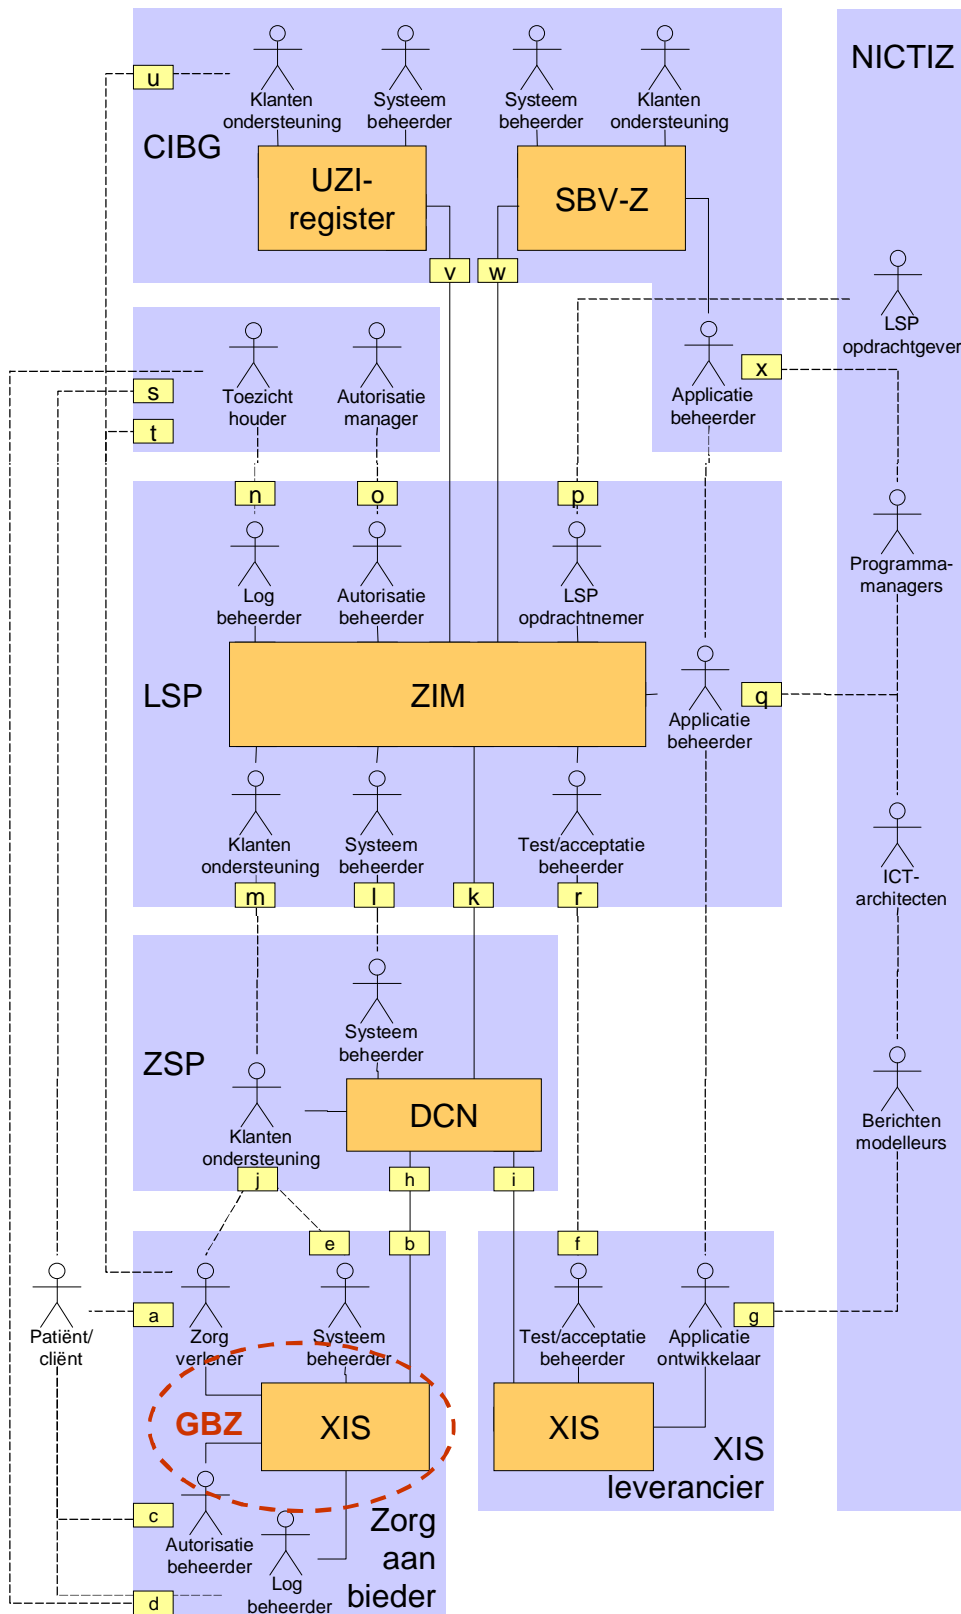 NICTIZ
u
Klanten
ondersteuning
Systeem
beheerder
Systeem
beheerder
Klanten
ondersteuning
CIBG
UZI-
register
SBV-Z
v
w
LSP
opdrachtgever
x
Applicatie
beheerder
s
t
Toezicht
houder
Autorisatie
manager
n
o
p
Log
beheerder
Autorisatie
beheerder
LSP
opdrachtnemer
Programma-
managers
LSP
ZIM
Applicatie
beheerder
q
Klanten
ondersteuning
Systeem
beheerder
Test/acceptatie
beheerder
ICT-
architecten
m
l
k
r
Systeem
beheerder
ZSP
DCN
Klanten
ondersteuning
Berichten
modelleurs
j
h
i
e
b
f
Patiënt/
cliënt
a
Zorg
verlener
Systeem
beheerder
Test/acceptatie
beheerder
Applicatie
ontwikkelaar
g
GBZ
XIS
XIS
XIS
leverancier
c
Autorisatie
beheerder
Log
beheerder
Zorg
aan
bieder
d